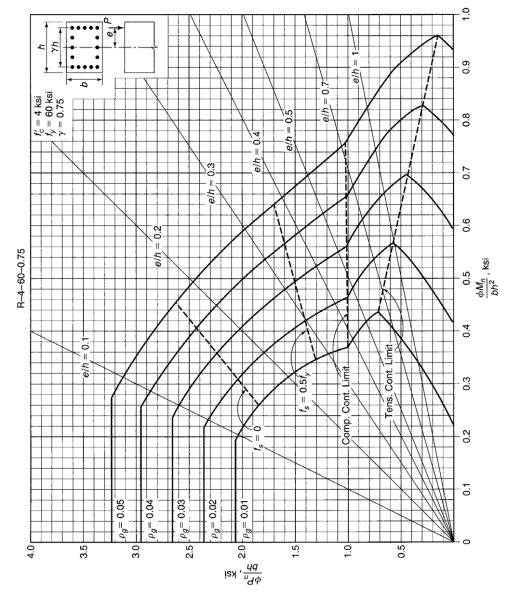 R–4–60–0.75
f'c = 4 ksi
fy = 60 ksi
γ = 0.75
h
γh
b
P
e
e/h = 0.1
e/h = 0.2
e/h = 0.3
e/h = 0.4
e/h = 0.5
e/h = 0.7
e/h = 1
ρg = 0.05
ρg = 0.04
ρg = 0.03
ρg = 0.02
ρg = 0.01
fs = 0
fs = 0.5fy
Comp. Cont. Limit
Tens. Cont. Limit
4.0
3.5
3.0
2.5
2.0
1.5
1.0
0.5
0
0.1
0.2
0.3
0.4
0.5
0.6
0.7
0.8
0.9
1.0
ϕPn/bh, ksi
ϕMn/bh², ksi